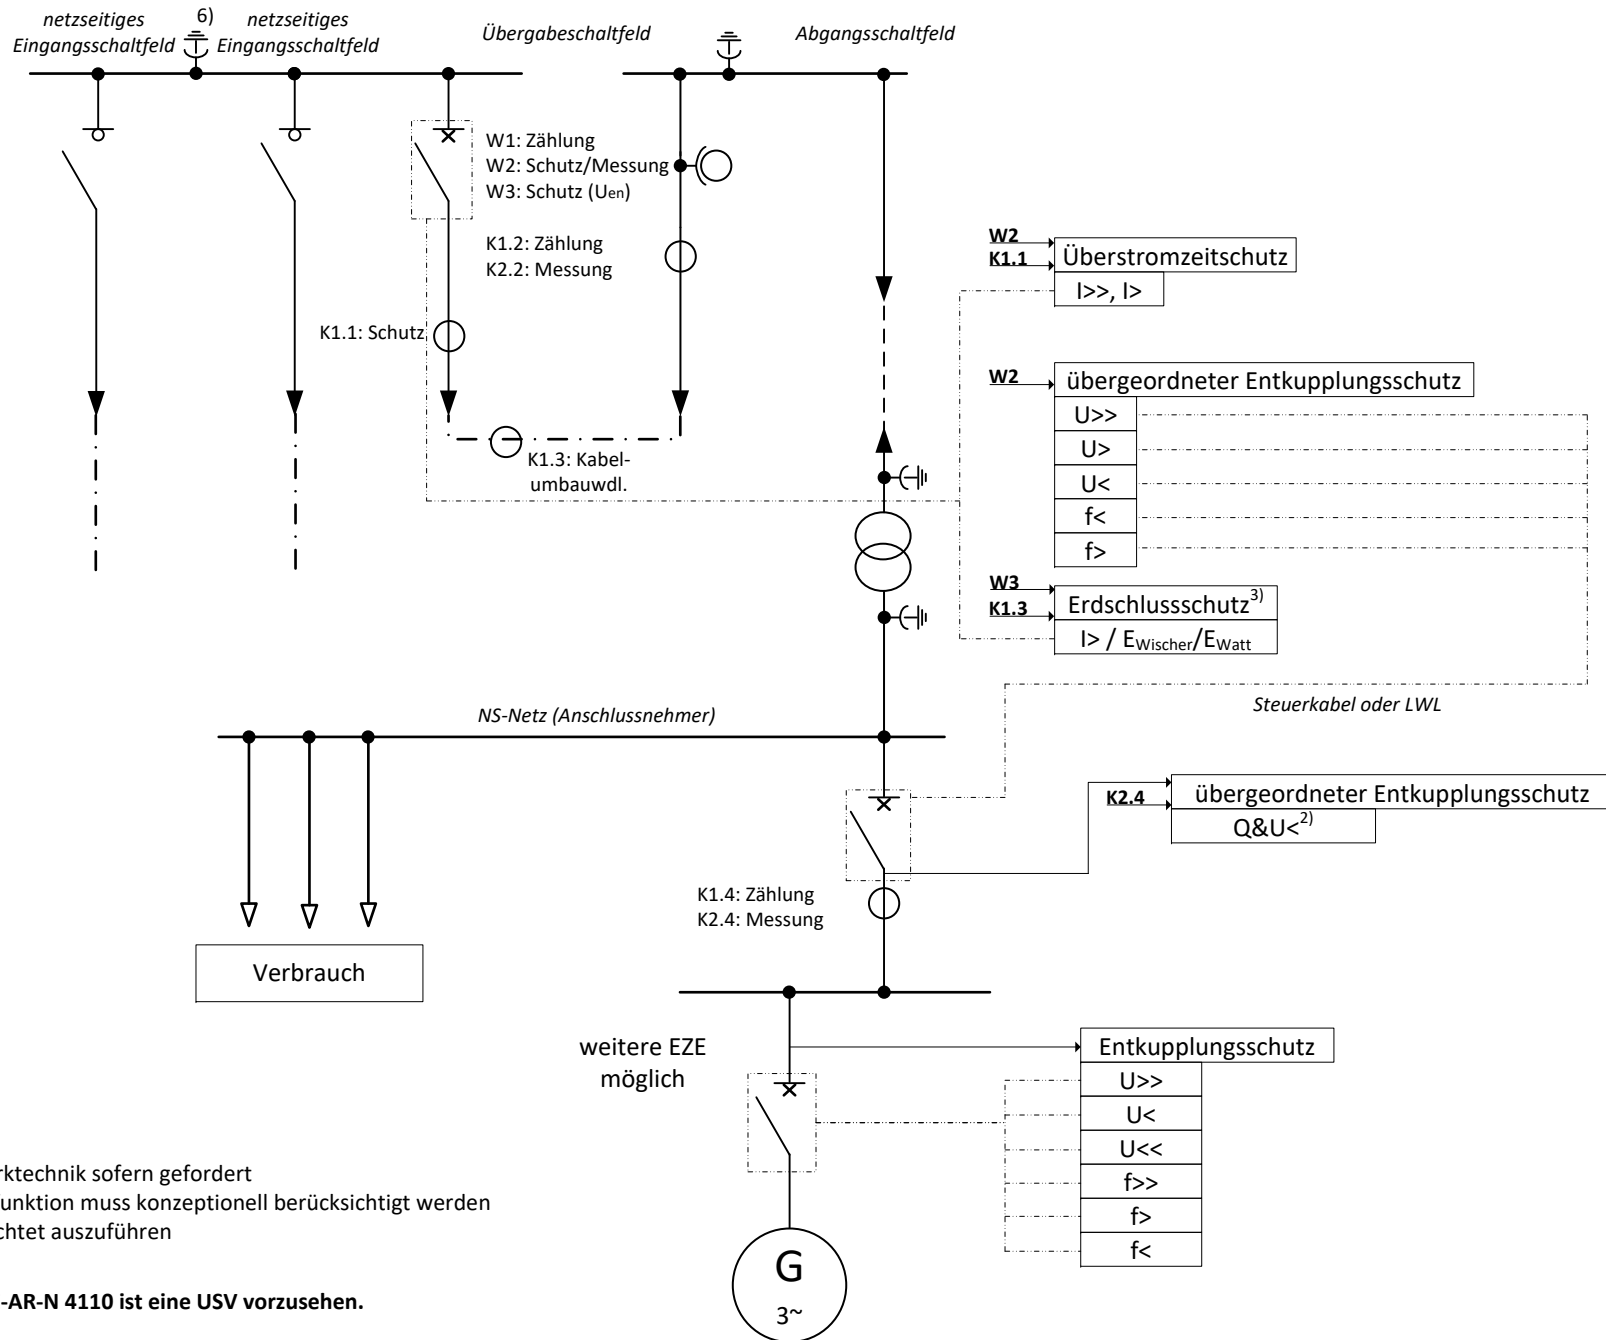 netzseitiges
Eingangsschaltfeld
6)
netzseitiges
Eingangsschaltfeld
Übergabeschaltfeld
Abgangsschaltfeld
W1: Zählung
W2: Schutz/Messung
W3: Schutz (Uen)
K1.2: Zählung
K2.2: Messung
K1.1: Schutz
K1.3: Kabel-
umbauwdl.
W2
K1.1
Überstromzeitschutz
I>>, I>
W2
übergeordneter Entkupplungsschutz
U>>
U>
U<
f<
f>
W3
K1.3
Erdschlussschutz3)
I> / EWischer/EWatt
Steuerkabel oder LWL
NS-Netz (Anschlussnehmer)
K2.4
übergeordneter Entkupplungsschutz
Q&U<2)
K1.4: Zählung
K2.4: Messung
Verbrauch
weitere EZE
möglich
Entkupplungsschutz
U>>
U<
U<<
f>>
f>
f<
G
3~
rktechnik sofern gefordert
unktion muss konzeptionell berücksichtigt werden
chtet auszuführen
-AR-N 4110 ist eine USV vorzusehen.